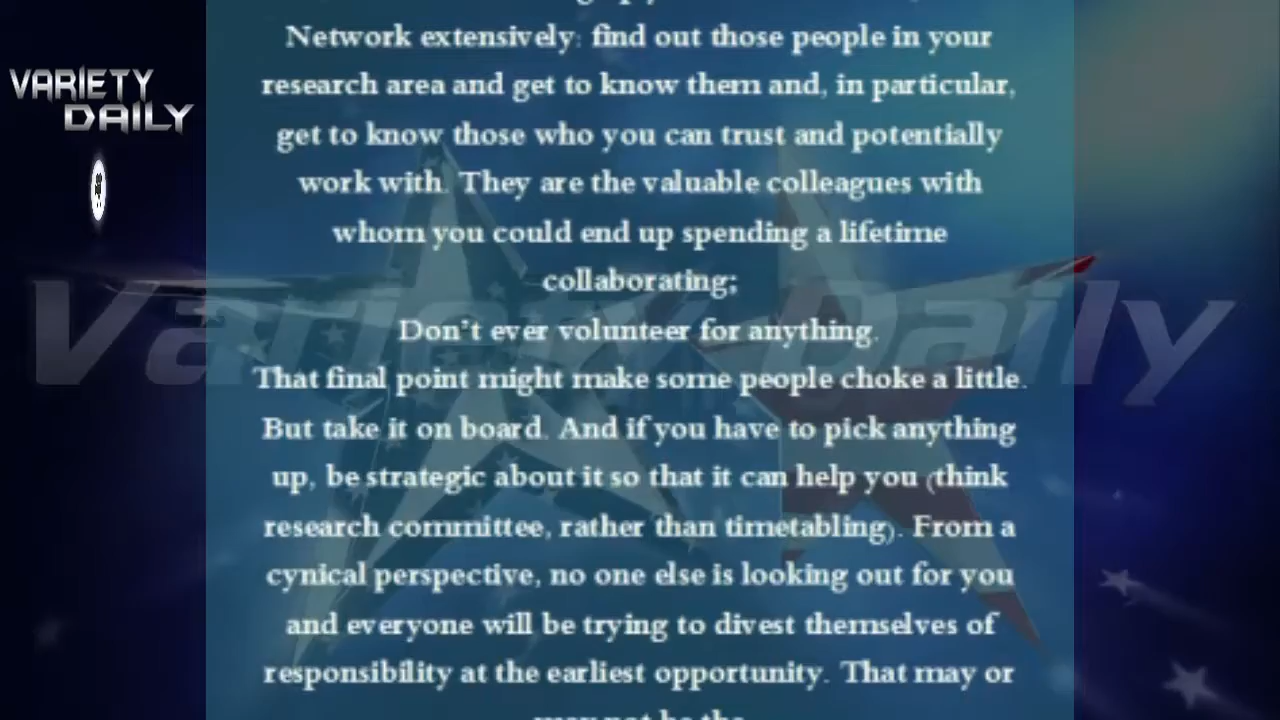 VARIETY
DAILY
Variety Daily
Network extensively: find out those people in your
research area and get to know them and, in particular,
get to know those who you can trust and potentially
work with. They are the valuable colleagues with
whom you could end up spending a lifetime
collaborating;
Don't ever volunteer for anything.
That final point might make some people choke a little.
But take it on board. And if you have to pick anything
up, be strategic about it so that it can help you (think
research committee, rather than timetabling). From a
cynical perspective, no one else is looking out for you
and everyone will be trying to divest themselves of
responsibility at the earliest opportunity. That may or
may not be the